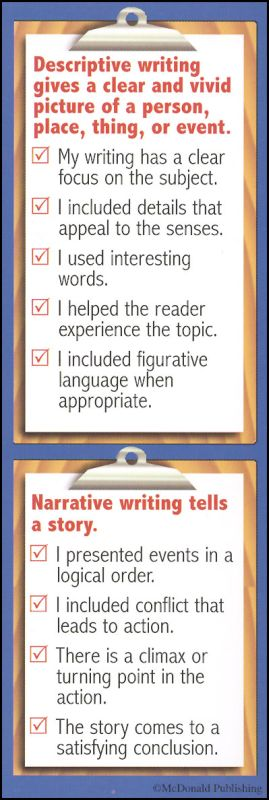 Descriptive writing
gives a clear and vivid
picture of a person,
place, thing, or event.
My writing has a clear
focus on the subject.
I included details that
appeal to the senses.
I used interesting
words.
I helped the reader
experience the topic.
I included figurative
language when
appropriate.
Narrative writing tells
a story.
I presented events in a
logical order.
I included conflict that
leads to action.
There is a climax or
turning point in the
action.
The story comes to a
satisfying conclusion.
©McDonald Publishing